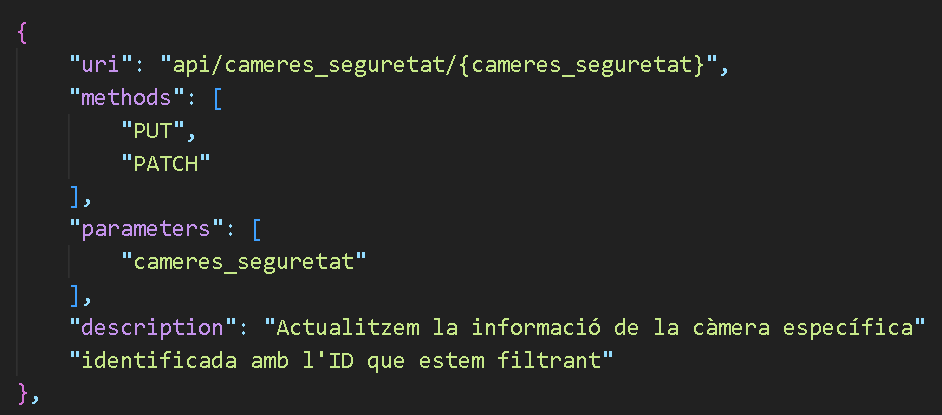 {
"uri": "api/cameres_seguretat/{cameres_seguretat}",
"methods": [
"PUT",
"PATCH"
],
"parameters": [
"cameres_seguretat"
],
"description": "Actualitzem la informació de la càmera específica"
"identificada amb l'ID que estem filtrant"
},